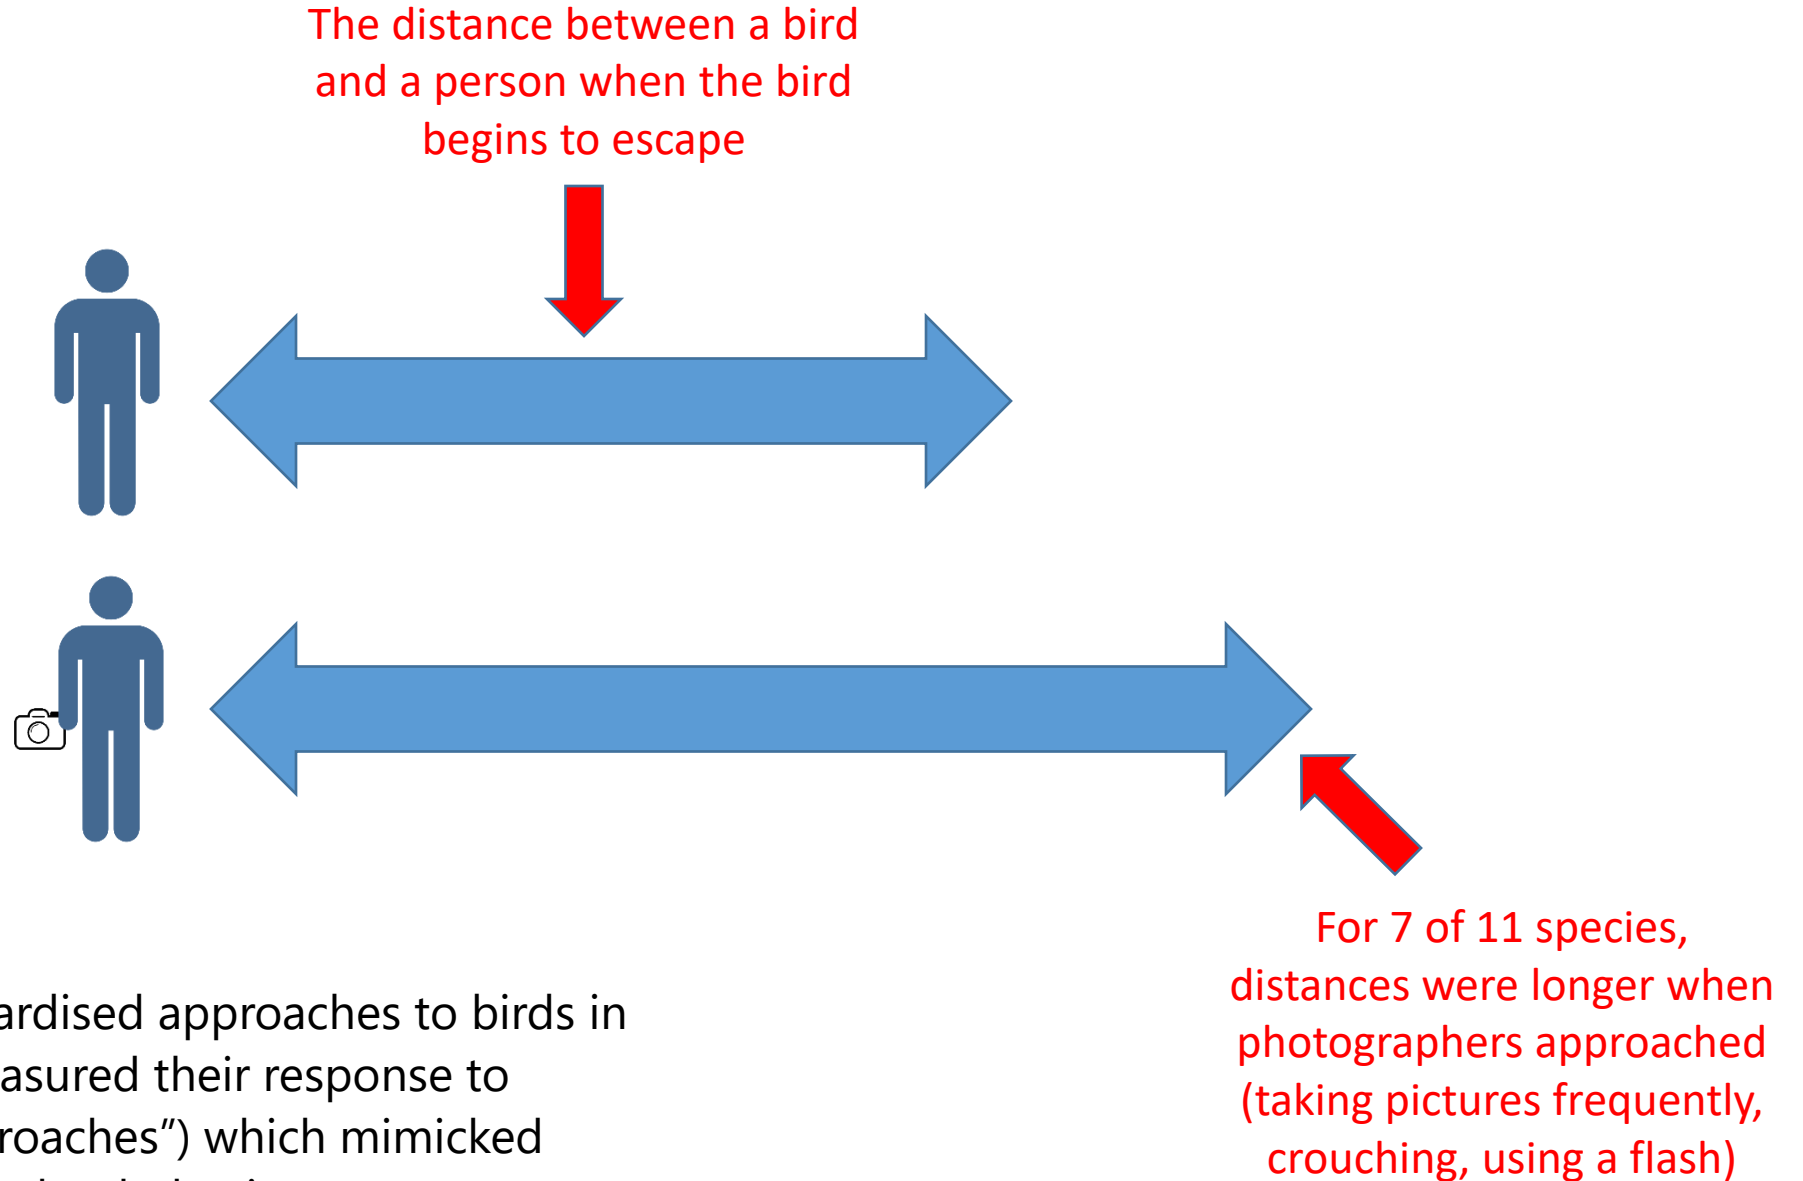 The distance between a bird
and a person when the bird
begins to escape
For 7 of 11 species,
distances were longer when
photographers approached
(taking pictures frequently,
crouching, using a flash)
ardised approaches to birds in
asured their response to
roaches”) which mimicked